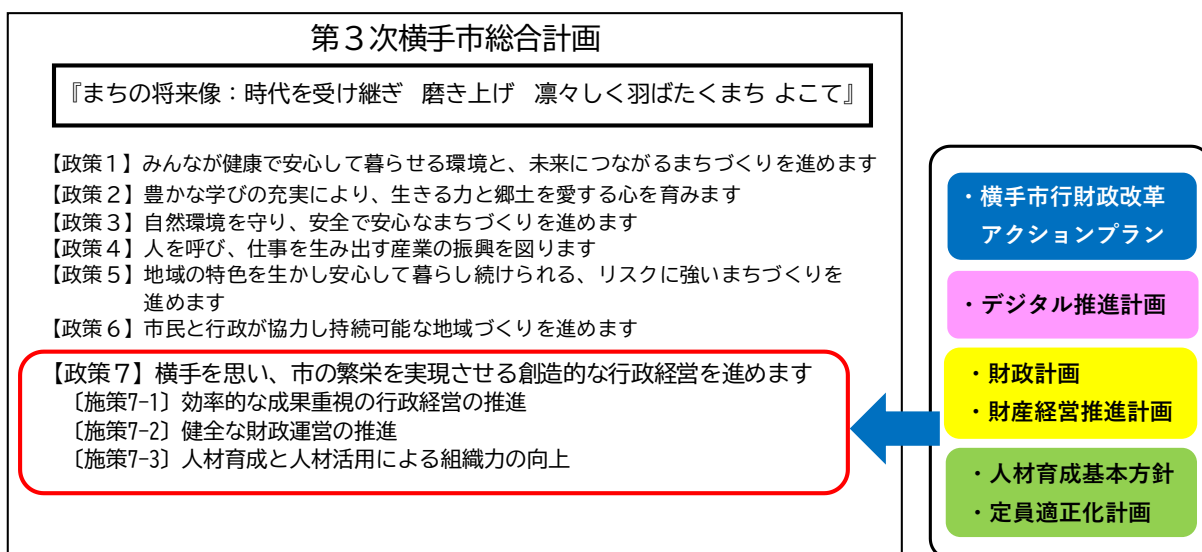 第３次横手市総合計画
『まちの将来像：時代を受け継ぎ　磨き上げ　凛々しく羽ばたくまち よこて』
【政策１】みんなが健康で安心して暮らせる環境と、未来につながるまちづくりを進めます
【政策２】豊かな学びの充実により、生きる力と郷土を愛する心を育みます
【政策３】自然環境を守り、安全で安心なまちづくりを進めます
【政策４】人を呼び、仕事を生み出す産業の振興を図ります
【政策５】地域の特色を生かし安心して暮らし続けられる、リスクに強いまちづくりを
進めます
【政策６】市民と行政が協力し持続可能な地域づくりを進めます
【政策７】横手を思い、市の繁栄を実現させる創造的な行政経営を進めます
〔施策7-1〕効率的な成果重視の行政経営の推進
〔施策7-2〕健全な財政運営の推進
〔施策7-3〕人材育成と人材活用による組織力の向上
・横手市行財政改革
アクションプラン
・デジタル推進計画
・財政計画
・財産経営推進計画
・人材育成基本方針
・定員適正化計画